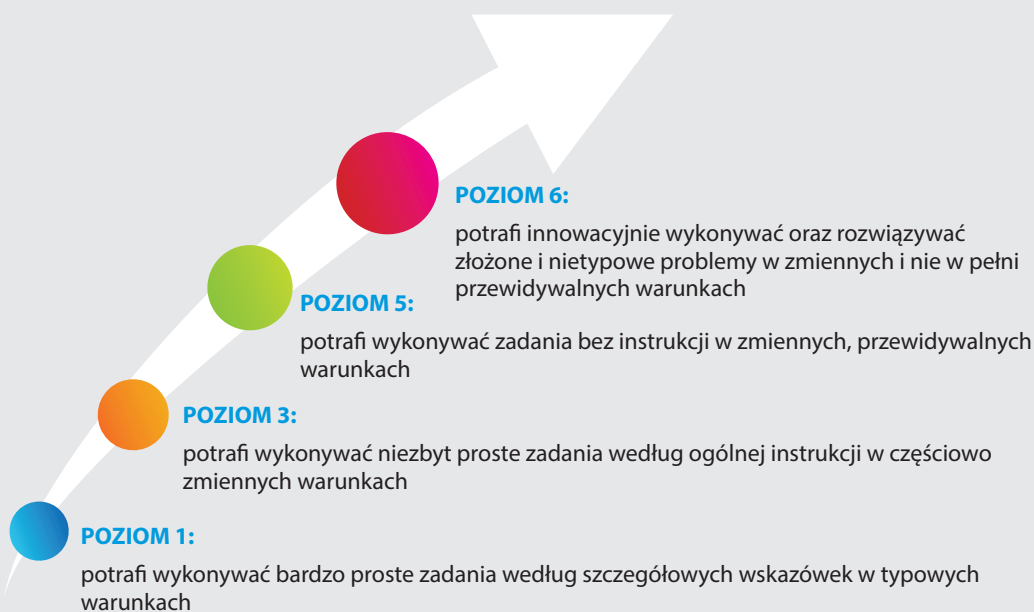 POZIOM 6:
potrafi innowacyjnie wykonywać oraz rozwiązywać
złożone i nietypowe problemy w zmiennych i nie w pełni
przewidywalnych warunkach
POZIOM 5:
potrafi wykonywać zadania bez instrukcji w zmiennych, przewidywalnych
warunkach
POZIOM 3:
potrafi wykonywać niezbyt proste zadania według ogólnej instrukcji w częściowo
zmiennych warunkach
POZIOM 1:
potrafi wykonywać bardzo proste zadania według szczegółowych wskazówek w typowych
warunkach